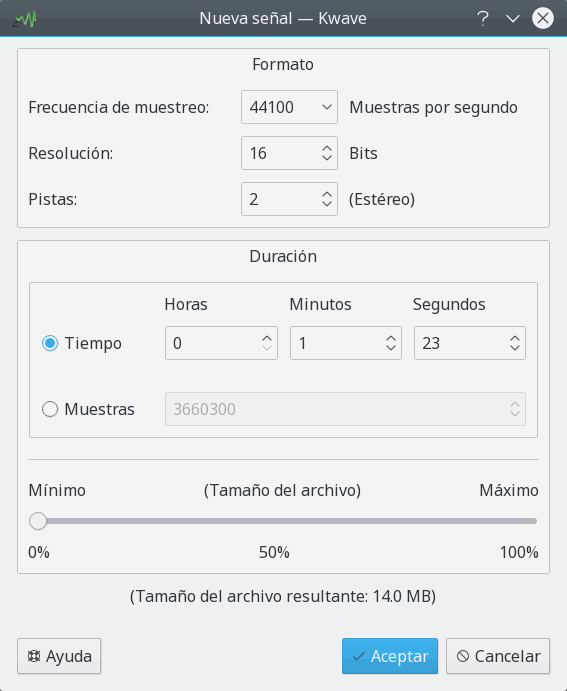 Nueva señal — Kwave
Formato
Frecuencia de muestreo: 44100 Muestras por segundo
Resolución: 16 Bits
Pistas: 2 (Estéreo)
Duración
Horas Minutos Segundos
Tiempo 0 1 23
Muestras 3660300
Mínimo (Tamaño del archivo) Máximo
0% 50% 100%
(Tamaño del archivo resultante: 14.0 MB)
Ayuda Aceptar Cancelar